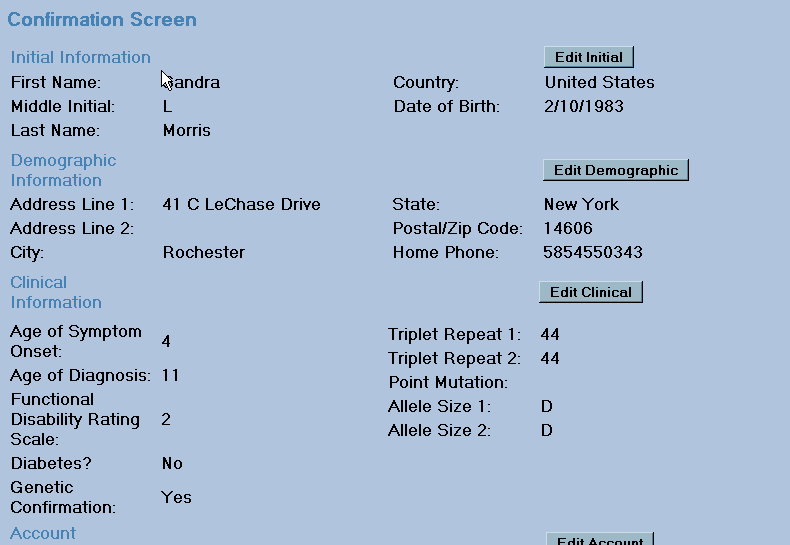 Confirmation Screen
Initial Information Edit Initial
First Name: Sandra Country: United States
Middle Initial: L Date of Birth: 2/10/1983
Last Name: Morris
Demographic
Information Edit Demographic
Address Line 1: 41 C LeChase Drive State: New York
Address Line 2: Postal/Zip Code: 14606
City: Rochester Home Phone: 5854550343
Clinical
Information Edit Clinical
Age of Symptom
Onset: 4 Triplet Repeat 1: 44
Triplet Repeat 2: 44
Age of Diagnosis: 11 Point Mutation:
Functional
Disability Rating
Scale: 2 Allele Size 1: D
Allele Size 2: D
Diabetes? No
Genetic
Confirmation: Yes
Account Edit Account